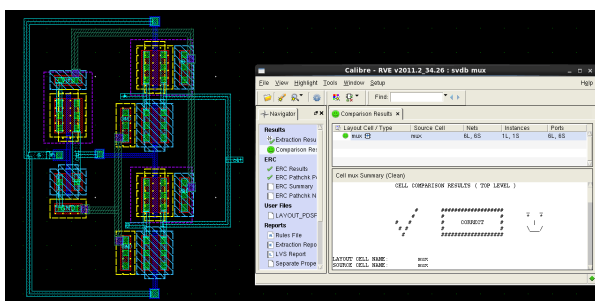 Calibre - RVE v2011.2_34.26 : svdb mux
File View Highlight Tools Window Setup Help
Find:
Navigator
Comparison Results
Results
Extraction Resu
Comparison Res
ERC
ERC Results
ERC Pathchk P
ERC Summary
ERC Pathchk N
User Files
LAYOUT_PDSF
Reports
Rules File
Extraction Repo
LVS Report
Separate Prope
Layout Cell / Type Source Cell Nets Instances Ports
mux mux 6L, 6S 1L, 1S 6L, 6S
Cell mux Summary (Clean)
CELL COMPARISON RESULTS ( TOP LEVEL )
# ###################
# # #
# # # CORRECT #
# # # #
# ###################
LAYOUT CELL NAME: mux
SOURCE CELL NAME: mux